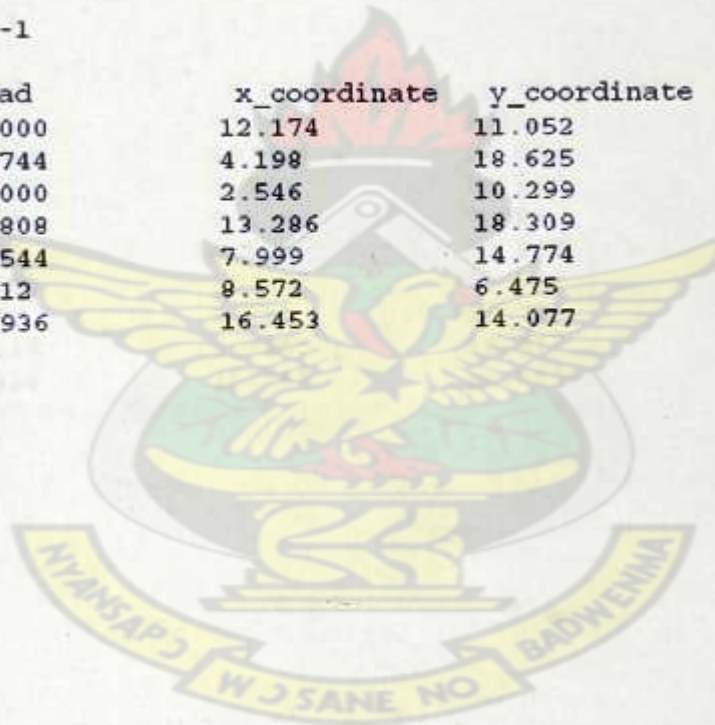 -1
ad x_coordinate y_coordinate
000 12.174 11.052
744 4.198 18.625
000 2.546 10.299
808 13.286 18.309
544 7.999 14.774
12 8.572 6.475
936 16.453 14.077
NYANSAPƆ WƆSANE NO BADWENMA